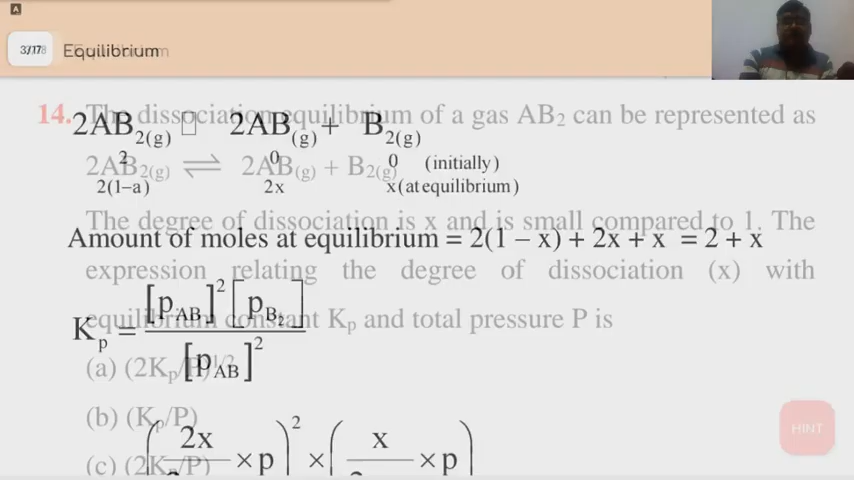 Equilibrium
14. The dissociation equilibrium of a gas AB2 can be represented as
2AB2(g) ⇌ 2AB(g) + B2(g)
The degree of dissociation is x and is small compared to 1. The
expression relating the degree of dissociation (x) with
equilibrium constant Kp and total pressure P is
(a) (2Kp/P)1/2
(b) (Kp/P)
(c) (2Kp/P)
2AB2(g) □ 2AB(g) + B2(g)
2 0 0 (initially)
2(1–a) 2x x(at equilibrium)
Amount of moles at equilibrium = 2(1 – x) + 2x + x = 2 + x
Kp = [pAB]2 [pB2]
[pAB]2
(2x × p)2 × (x × p)
HINT